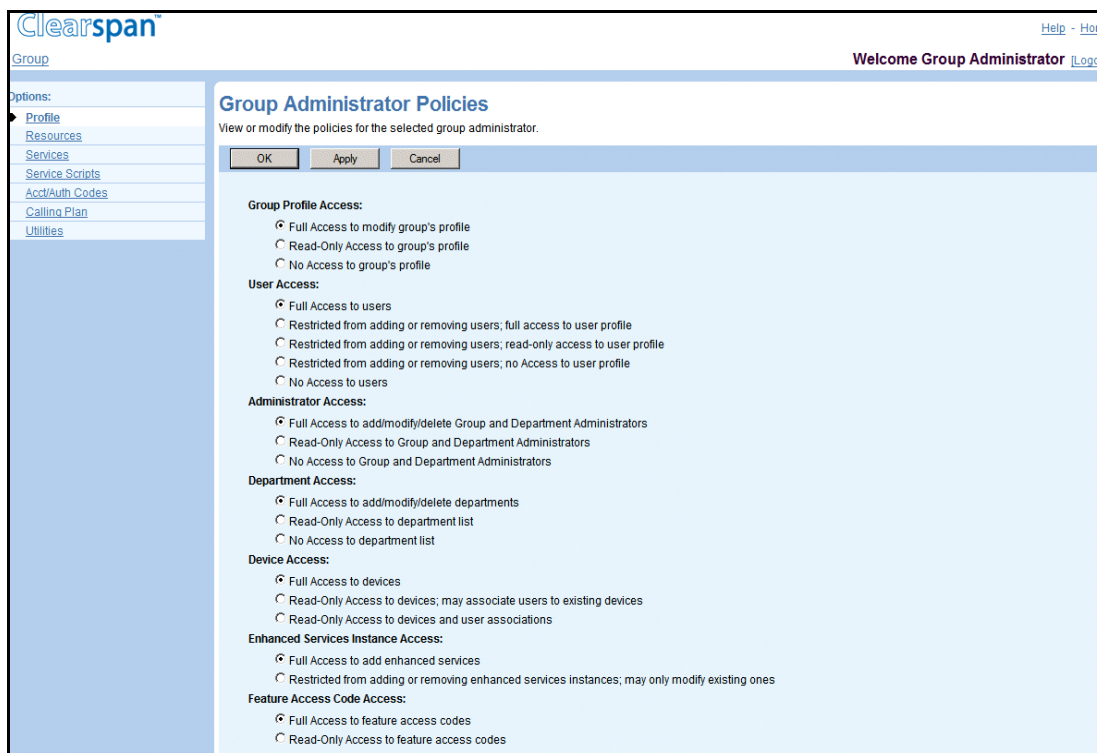 Clearspan™
Help - Hom
Group
Welcome Group Administrator [Logo
Options:
Profile
Resources
Services
Service Scripts
Acct/Auth Codes
Calling Plan
Utilities
Group Administrator Policies
View or modify the policies for the selected group administrator.
OK Apply Cancel
Group Profile Access:
Full Access to modify group's profile
Read-Only Access to group's profile
No Access to group's profile
User Access:
Full Access to users
Restricted from adding or removing users; full access to user profile
Restricted from adding or removing users; read-only access to user profile
Restricted from adding or removing users; no Access to user profile
No Access to users
Administrator Access:
Full Access to add/modify/delete Group and Department Administrators
Read-Only Access to Group and Department Administrators
No Access to Group and Department Administrators
Department Access:
Full Access to add/modify/delete departments
Read-Only Access to department list
No Access to department list
Device Access:
Full Access to devices
Read-Only Access to devices; may associate users to existing devices
Read-Only Access to devices and user associations
Enhanced Services Instance Access:
Full Access to add enhanced services
Restricted from adding or removing enhanced services instances; may only modify existing ones
Feature Access Code Access:
Full Access to feature access codes
Read-Only Access to feature access codes